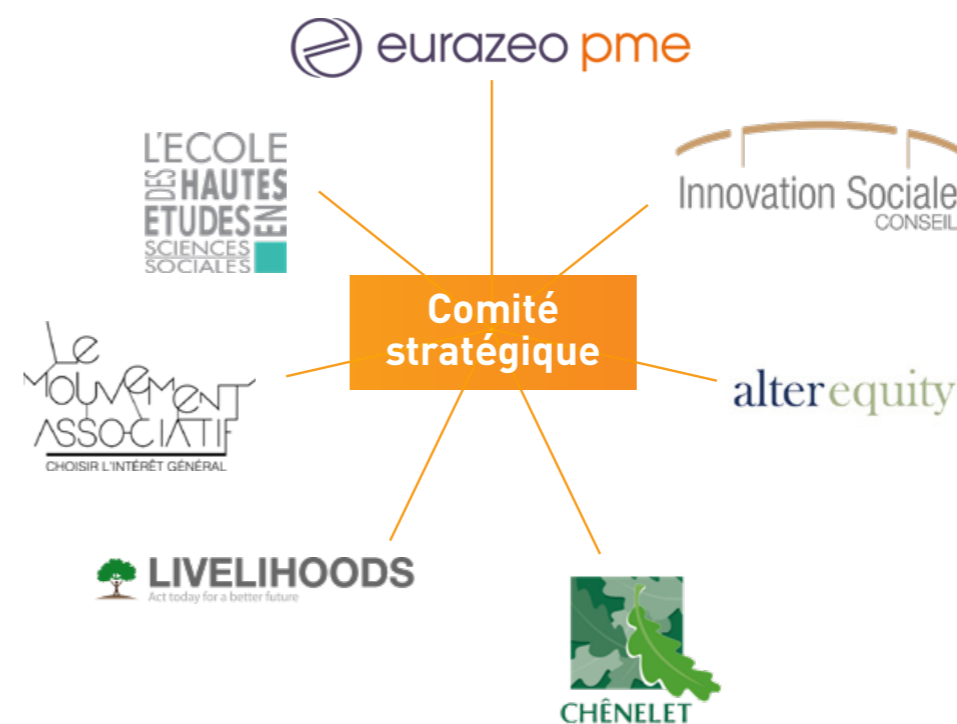 eurazeo pme
L'ECOLE
DES HAUTES
ETUDES EN
SCIENCES
SOCIALES
Innovation Sociale
CONSEIL
Comité
stratégique
Le
MOUVEMENT
ASSOCIATIF
CHOISIR L'INTÉRÊT GÉNÉRAL
alterequity
LIVELIHOODS
Act today for a better future
CHÊNELET